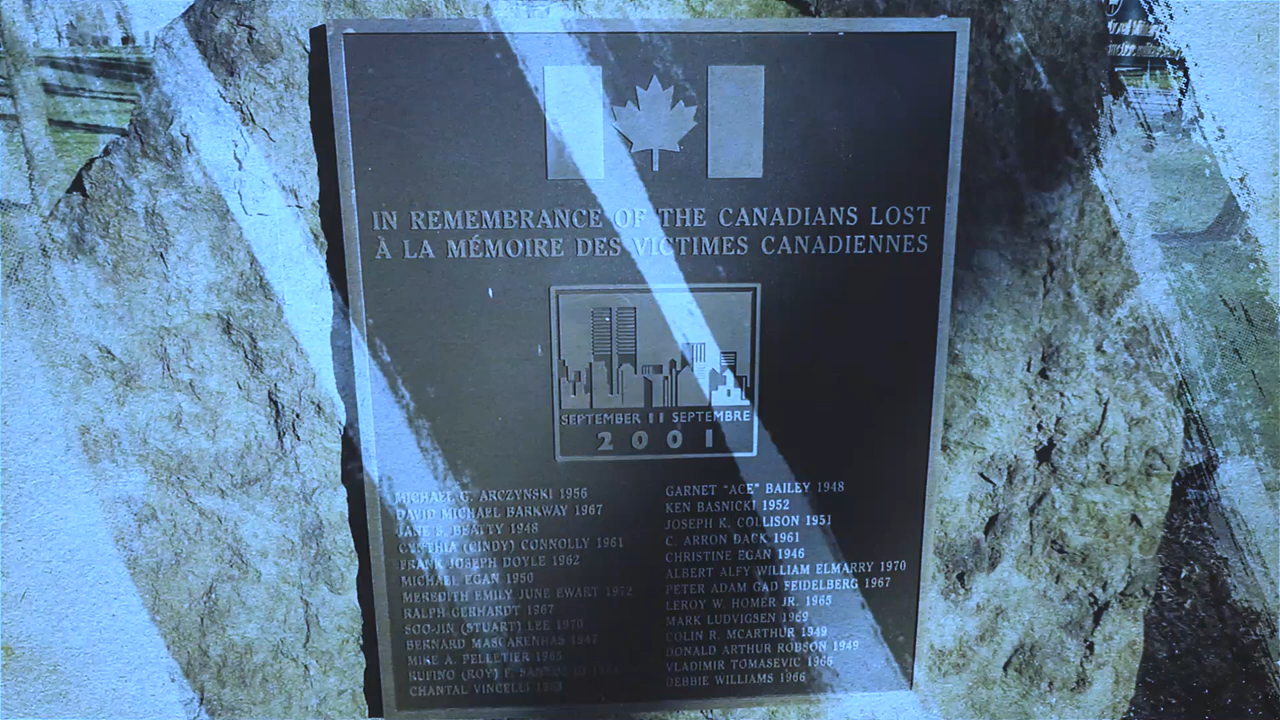 IN REMEMBRANCE OF THE CANADIANS LOST
À LA MÉMOIRE DES VICTIMES CANADIENNES
SEPTEMBER 11 SEPTEMBRE
2001
MICHAEL G. ARCZYNSKI 1956
DAVID MICHAEL BARKWAY 1967
JANE S. BEATTY 1948
CYNTHIA (CINDY) CONNOLLY 1961
FRANK JOSEPH DOYLE 1962
MICHAEL EGAN 1950
MEREDITH EMILY JUNE EWART 1972
RALPH GERHARDT 1967
SOO-JIN (STUART) LEE 1970
BERNARD MASCARENHAS 1947
MIKE A. PELLETIER 1965
RUFINO (ROY) F. SANTOS
CHANTAL VINCELLI
GARNET "ACE" BAILEY 1948
KEN BASNICKI 1952
JOSEPH K. COLLISON 1951
C. ARRON DACK 1961
CHRISTINE EGAN 1946
ALBERT ALFY WILLIAM ELMARRY 1970
PETER ADAM GAD FEIDELBERG 1967
LEROY W. HOMER JR. 1965
MARK LUDVIGSEN 1969
COLIN R. MCARTHUR 1949
DONALD ARTHUR ROBSON 1949
VLADIMIR TOMASEVIC 1966
DEBBIE WILLIAMS 1966